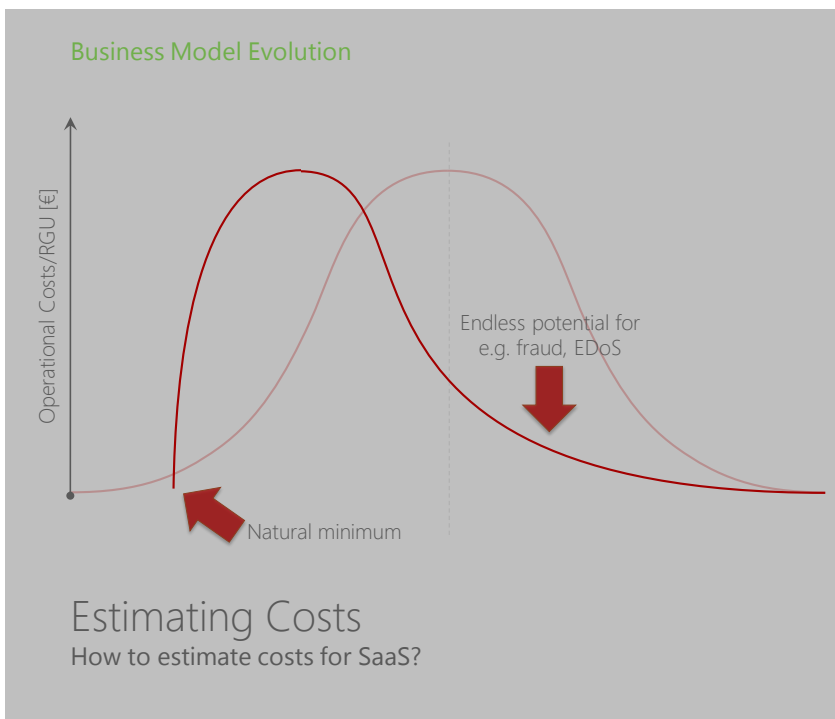 Business Model Evolution
Operational Costs/RGU [€]
Endless potential for
e.g. fraud, EDoS
Natural minimum
Estimating Costs
How to estimate costs for SaaS?